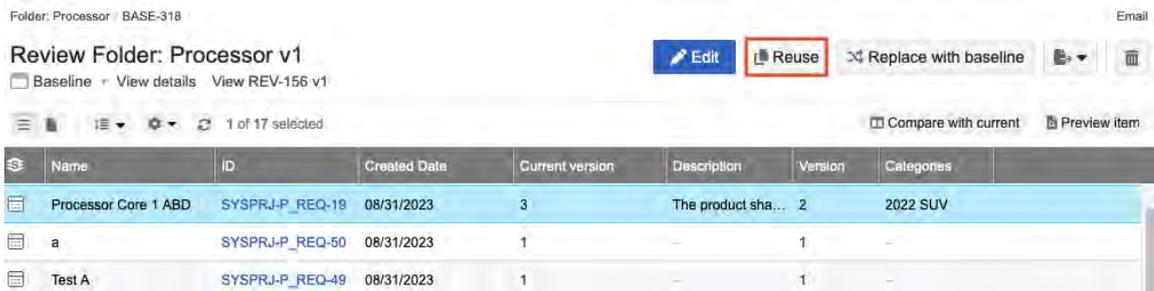 Folder: Processor / BASE-318
Email
Review Folder: Processor v1
Edit Reuse Replace with baseline
Baseline View details View REV-156 v1
1 of 17 selected Compare with current Preview item
Name ID Created Date Current version Description Version Categories
Processor Core 1 ABD SYSPRJ-P_REQ-19 08/31/2023 3 The product sha... 2 2022 SUV
a SYSPRJ-P_REQ-50 08/31/2023 1 – 1 –
Test A SYSPRJ-P_REQ-49 08/31/2023 1 – 1 –